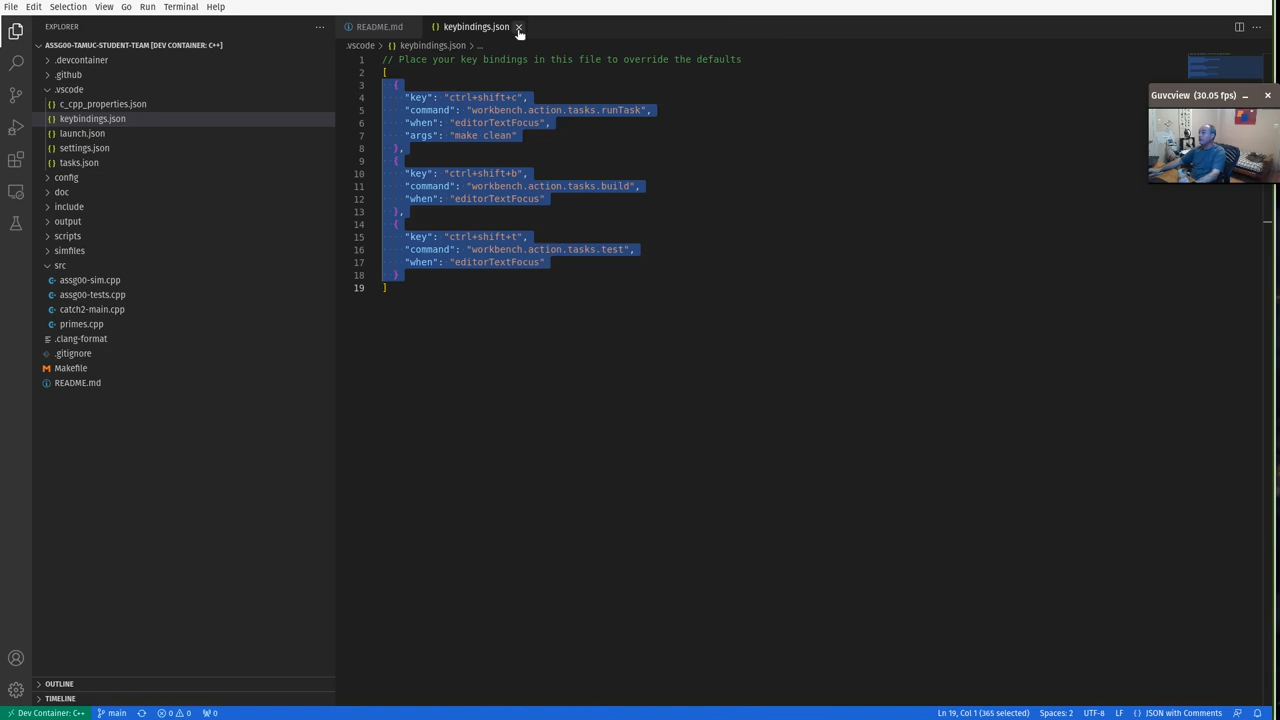 File Edit Selection View Go Run Terminal Help
EXPLORER
ASSG00-TAMUC-STUDENT-TEAM [DEV CONTAINER: C++]
.devcontainer
.github
.vscode
c_cpp_properties.json
keybindings.json
launch.json
settings.json
tasks.json
config
doc
include
output
scripts
simfiles
src
assg00-sim.cpp
assg00-tests.cpp
catch2-main.cpp
primes.cpp
.clang-format
.gitignore
Makefile
README.md
OUTLINE
TIMELINE
README.md keybindings.json
.vscode > {} keybindings.json > ...
1 // Place your key bindings in this file to override the defaults
2 [
3 {
4 "key": "ctrl+shift+c",
5 "command": "workbench.action.tasks.runTask",
6 "when": "editorTextFocus",
7 "args": "make clean"
8 },
9 {
10 "key": "ctrl+shift+b",
11 "command": "workbench.action.tasks.build",
12 "when": "editorTextFocus"
13 },
14 {
15 "key": "ctrl+shift+t",
16 "command": "workbench.action.tasks.test",
17 "when": "editorTextFocus"
18 }
19 ]
Guvcview (30.05 fps)
Dev Container: C++ main 0 0 0 Ln 19, Col 1 (365 selected) Spaces: 2 UTF-8 LF {} JSON with Comments